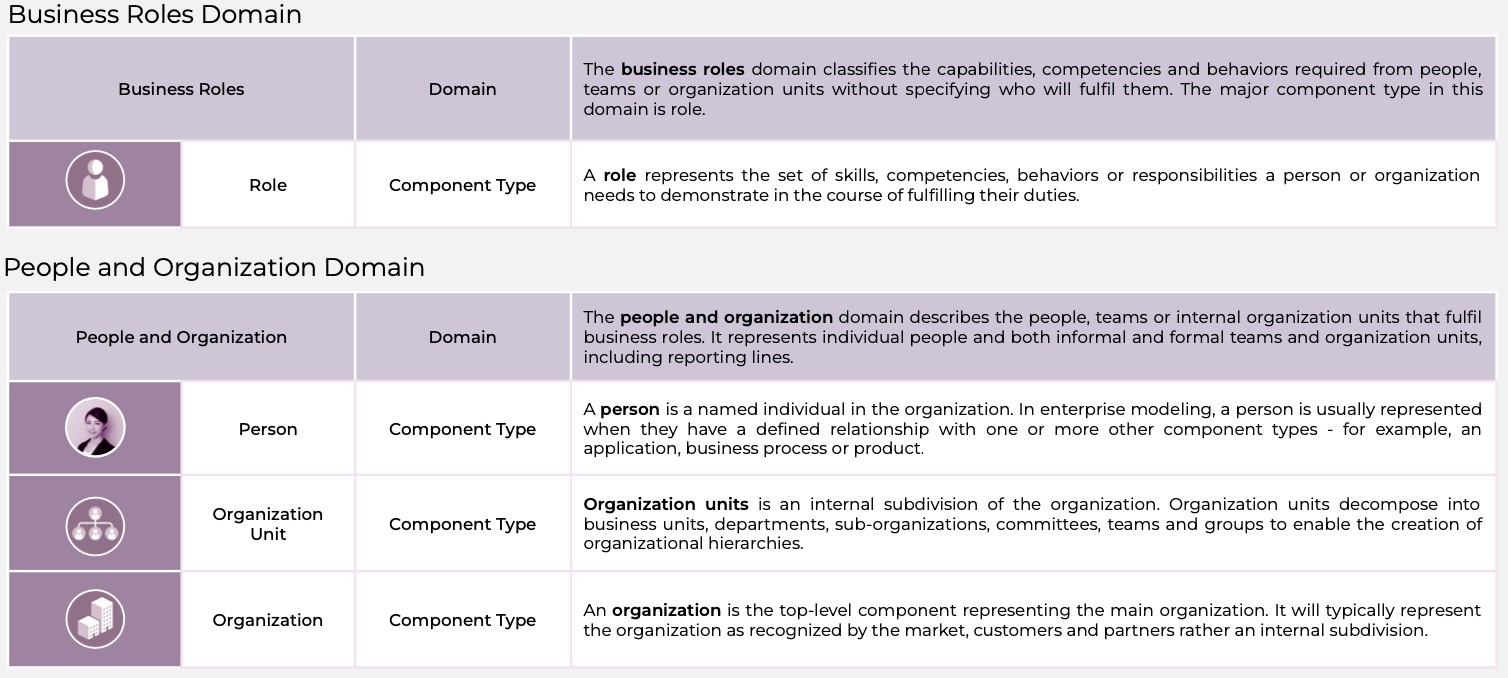 Business Roles Domain
Business Roles
Domain
The business roles domain classifies the capabilities, competencies and behaviors required from people,
teams or organization units without specifying who will fulfil them. The major component type in this
domain is role.
Role
Component Type
A role represents the set of skills, competencies, behaviors or responsibilities a person or organization
needs to demonstrate in the course of fulfilling their duties.
People and Organization Domain
People and Organization
Domain
The people and organization domain describes the people, teams or internal organization units that fulfil
business roles. It represents individual people and both informal and formal teams and organization units,
including reporting lines.
Person
Component Type
A person is a named individual in the organization. In enterprise modeling, a person is usually represented
when they have a defined relationship with one or more other component types - for example, an
application, business process or product.
Organization
Unit
Component Type
Organization units is an internal subdivision of the organization. Organization units decompose into
business units, departments, sub-organizations, committees, teams and groups to enable the creation of
organizational hierarchies.
Organization
Component Type
An organization is the top-level component representing the main organization. It will typically represent
the organization as recognized by the market, customers and partners rather an internal subdivision.